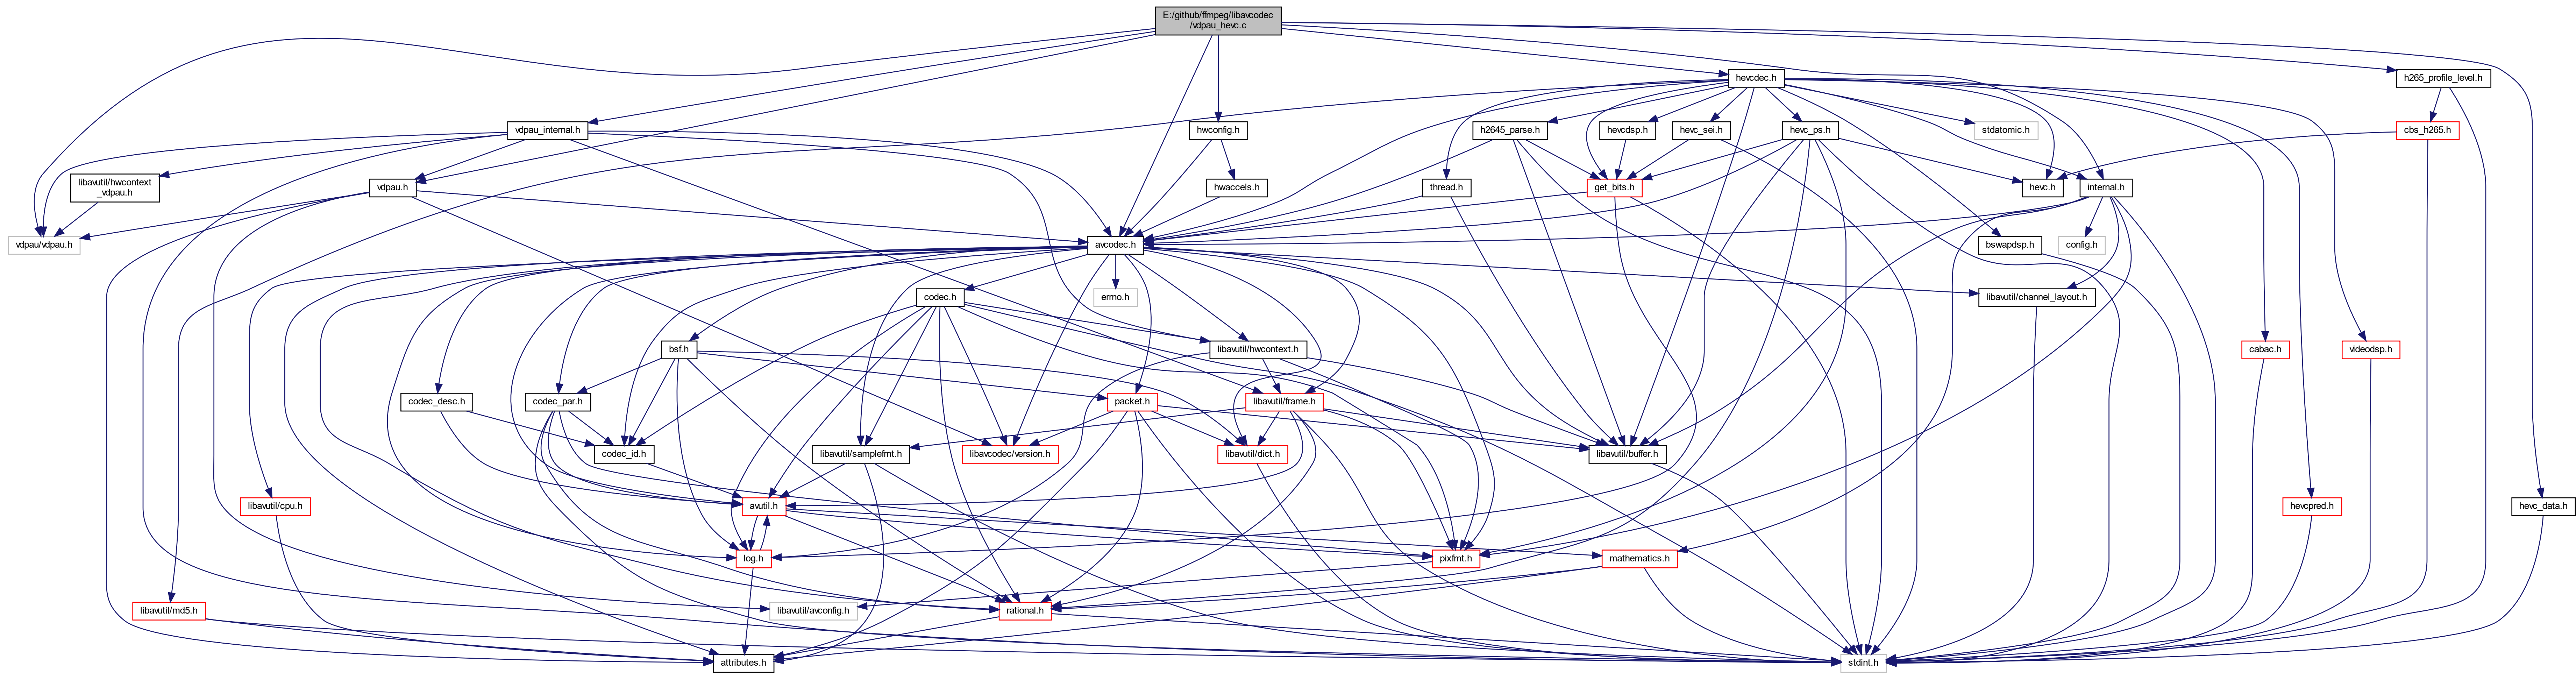 E:/github/ffmpeg/libavcodec
/vdpau_hevc.c
hevcdec.h
h265_profile_level.h
vdpau_internal.h
hwconfig.h
h2645_parse.h
hevcdsp.h
hevc_sei.h
hevc_ps.h
stdatomic.h
cbs_h265.h
libavutil/hwcontext
_vdpau.h
vdpau.h
hwaccels.h
thread.h
get_bits.h
hevc.h
internal.h
vdpau/vdpau.h
avcodec.h
bswapdsp.h
config.h
codec.h
errno.h
libavutil/channel_layout.h
bsf.h
libavutil/hwcontext.h
cabac.h
videodsp.h
codec_desc.h
codec_par.h
packet.h
libavutil/frame.h
codec_id.h
libavutil/samplefmt.h
libavcodec/version.h
libavutil/dict.h
libavutil/buffer.h
libavutil/cpu.h
avutil.h
hevcpred.h
hevc_data.h
log.h
pixfmt.h
mathematics.h
libavutil/md5.h
libavutil/avconfig.h
rational.h
attributes.h
stdint.h